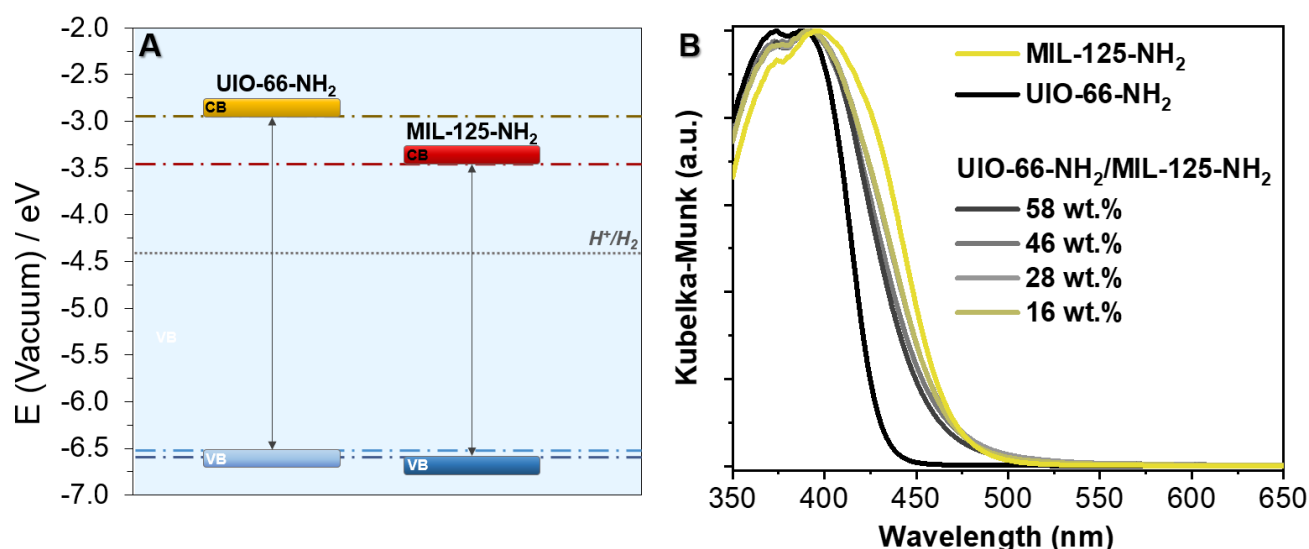 A
E (Vacuum) / eV
-2.0
-2.5
-3.0
-3.5
-4.0
-4.5
-5.0
-5.5
-6.0
-6.5
-7.0
UIO-66-NH₂
CB
MIL-125-NH₂
CB
H⁺/H₂
VB
VB
VB
B
Kubelka-Munk (a.u.)
MIL-125-NH₂
UIO-66-NH₂
UIO-66-NH₂/MIL-125-NH₂
58 wt.%
46 wt.%
28 wt.%
16 wt.%
350 400 450 500 550 600 650
Wavelength (nm)